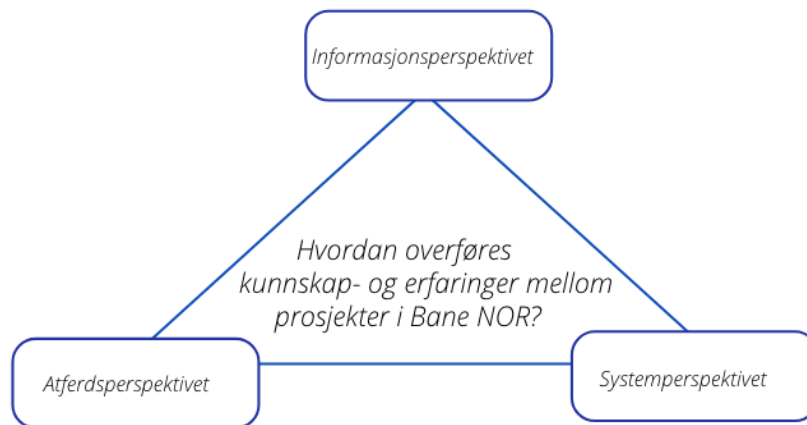 Informasjonsperspektivet
Hvordan overføres
kunnskap- og erfaringer mellom
prosjekter i Bane NOR?
Atferdsperspektivet
Systemperspektivet